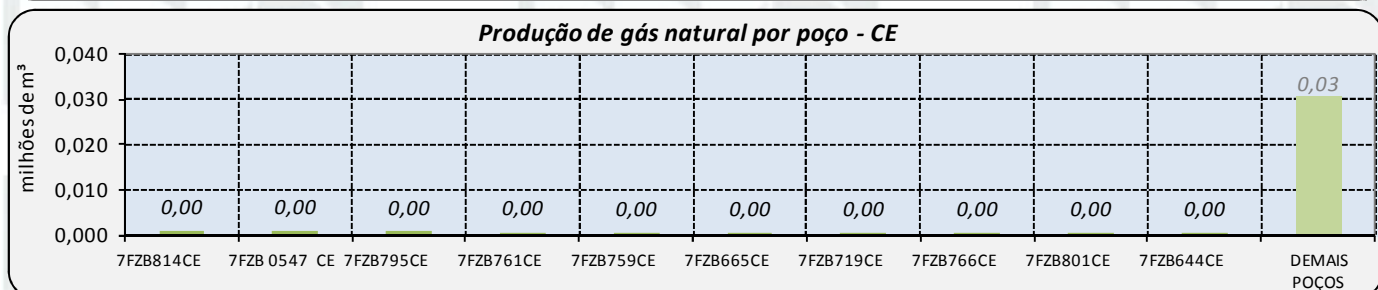 Produção de gás natural por poço - CE
milhões de m³
0,040
0,030
0,020
0,010
0,000
0,00 0,00 0,00 0,00 0,00 0,00 0,00 0,00 0,00 0,00 0,03
7FZB814CE 7FZB 0547 CE 7FZB795CE 7FZB761CE 7FZB759CE 7FZB665CE 7FZB719CE 7FZB766CE 7FZB801CE 7FZB644CE DEMAIS
POÇOS